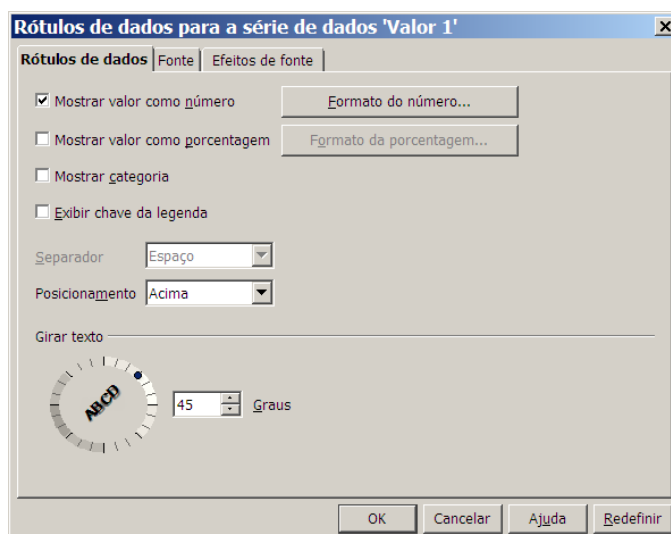 Rótulos de dados para a série de dados 'Valor 1'
Rótulos de dados Fonte Efeitos de fonte
Mostrar valor como número Formato do número...
Mostrar valor como porcentagem Formato da porcentagem...
Mostrar categoria
Exibir chave da legenda
Separador Espaço
Posicionamento Acima
Girar texto
ABCD 45 Graus
OK Cancelar Ajuda Redefinir